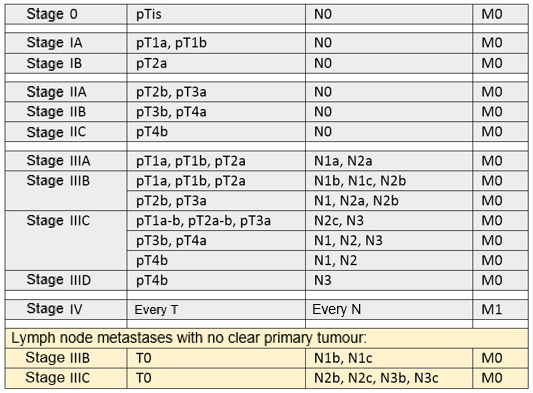 Stage 0 pTis N0 M0
Stage IA pT1a, pT1b N0 M0
Stage IB pT2a N0 M0
Stage IIA pT2b, pT3a N0 M0
Stage IIB pT3b, pT4a N0 M0
Stage IIC pT4b N0 M0
Stage IIIA pT1a, pT1b, pT2a N1a, N2a M0
Stage IIIB pT1a, pT1b, pT2a N1b, N1c, N2b M0
pT2b, pT3a N1, N2a, N2b M0
Stage IIIC pT1a-b, pT2a-b, pT3a N2c, N3 M0
pT3b, pT4a N1, N2, N3 M0
pT4b N1, N2 M0
Stage IIID pT4b N3 M0
Stage IV Every T Every N M1
Lymph node metastases with no clear primary tumour:
Stage IIIB T0 N1b, N1c M0
Stage IIIC T0 N2b, N2c, N3b, N3c M0